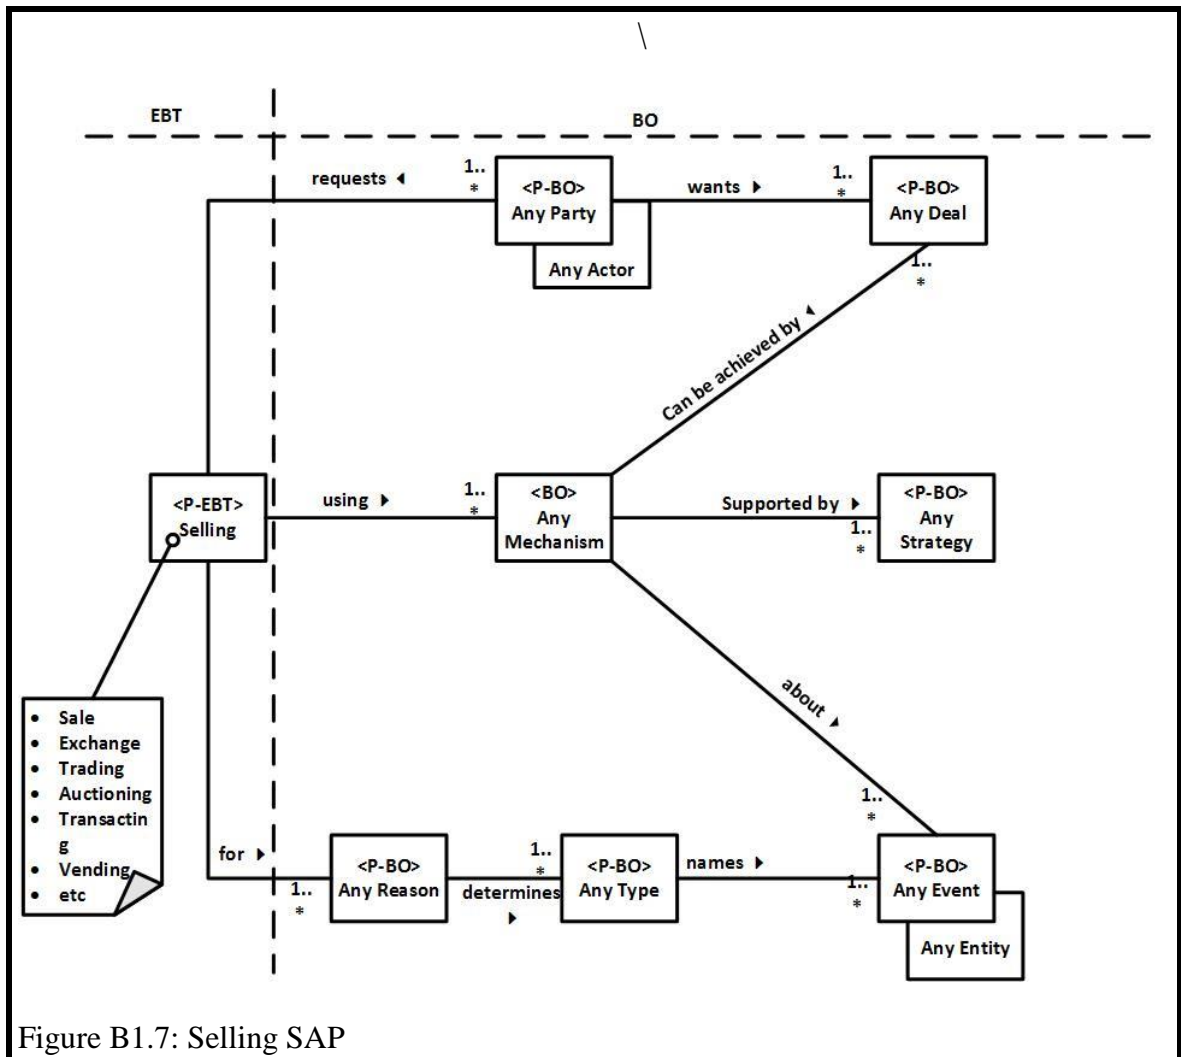 \
EBT
BO
requests ◄
1..
*
<P-BO>
Any Party
Any Actor
wants ►
1..
*
<P-BO>
Any Deal
1..
*
Can be achieved by ▲
<P-EBT>
Selling
using ►
1..
*
<BO>
Any
Mechanism
Supported by ►
1..
*
<P-BO>
Any
Strategy
about ▲
1..
*
• Sale
• Exchange
• Trading
• Auctioning
• Transactin
g
• Vending
• etc
for ►
1..
*
<P-BO>
Any Reason
determines
►
1..
*
<P-BO>
Any Type
names ►
1..
*
<P-BO>
Any Event
Any Entity
Figure B1.7: Selling SAP